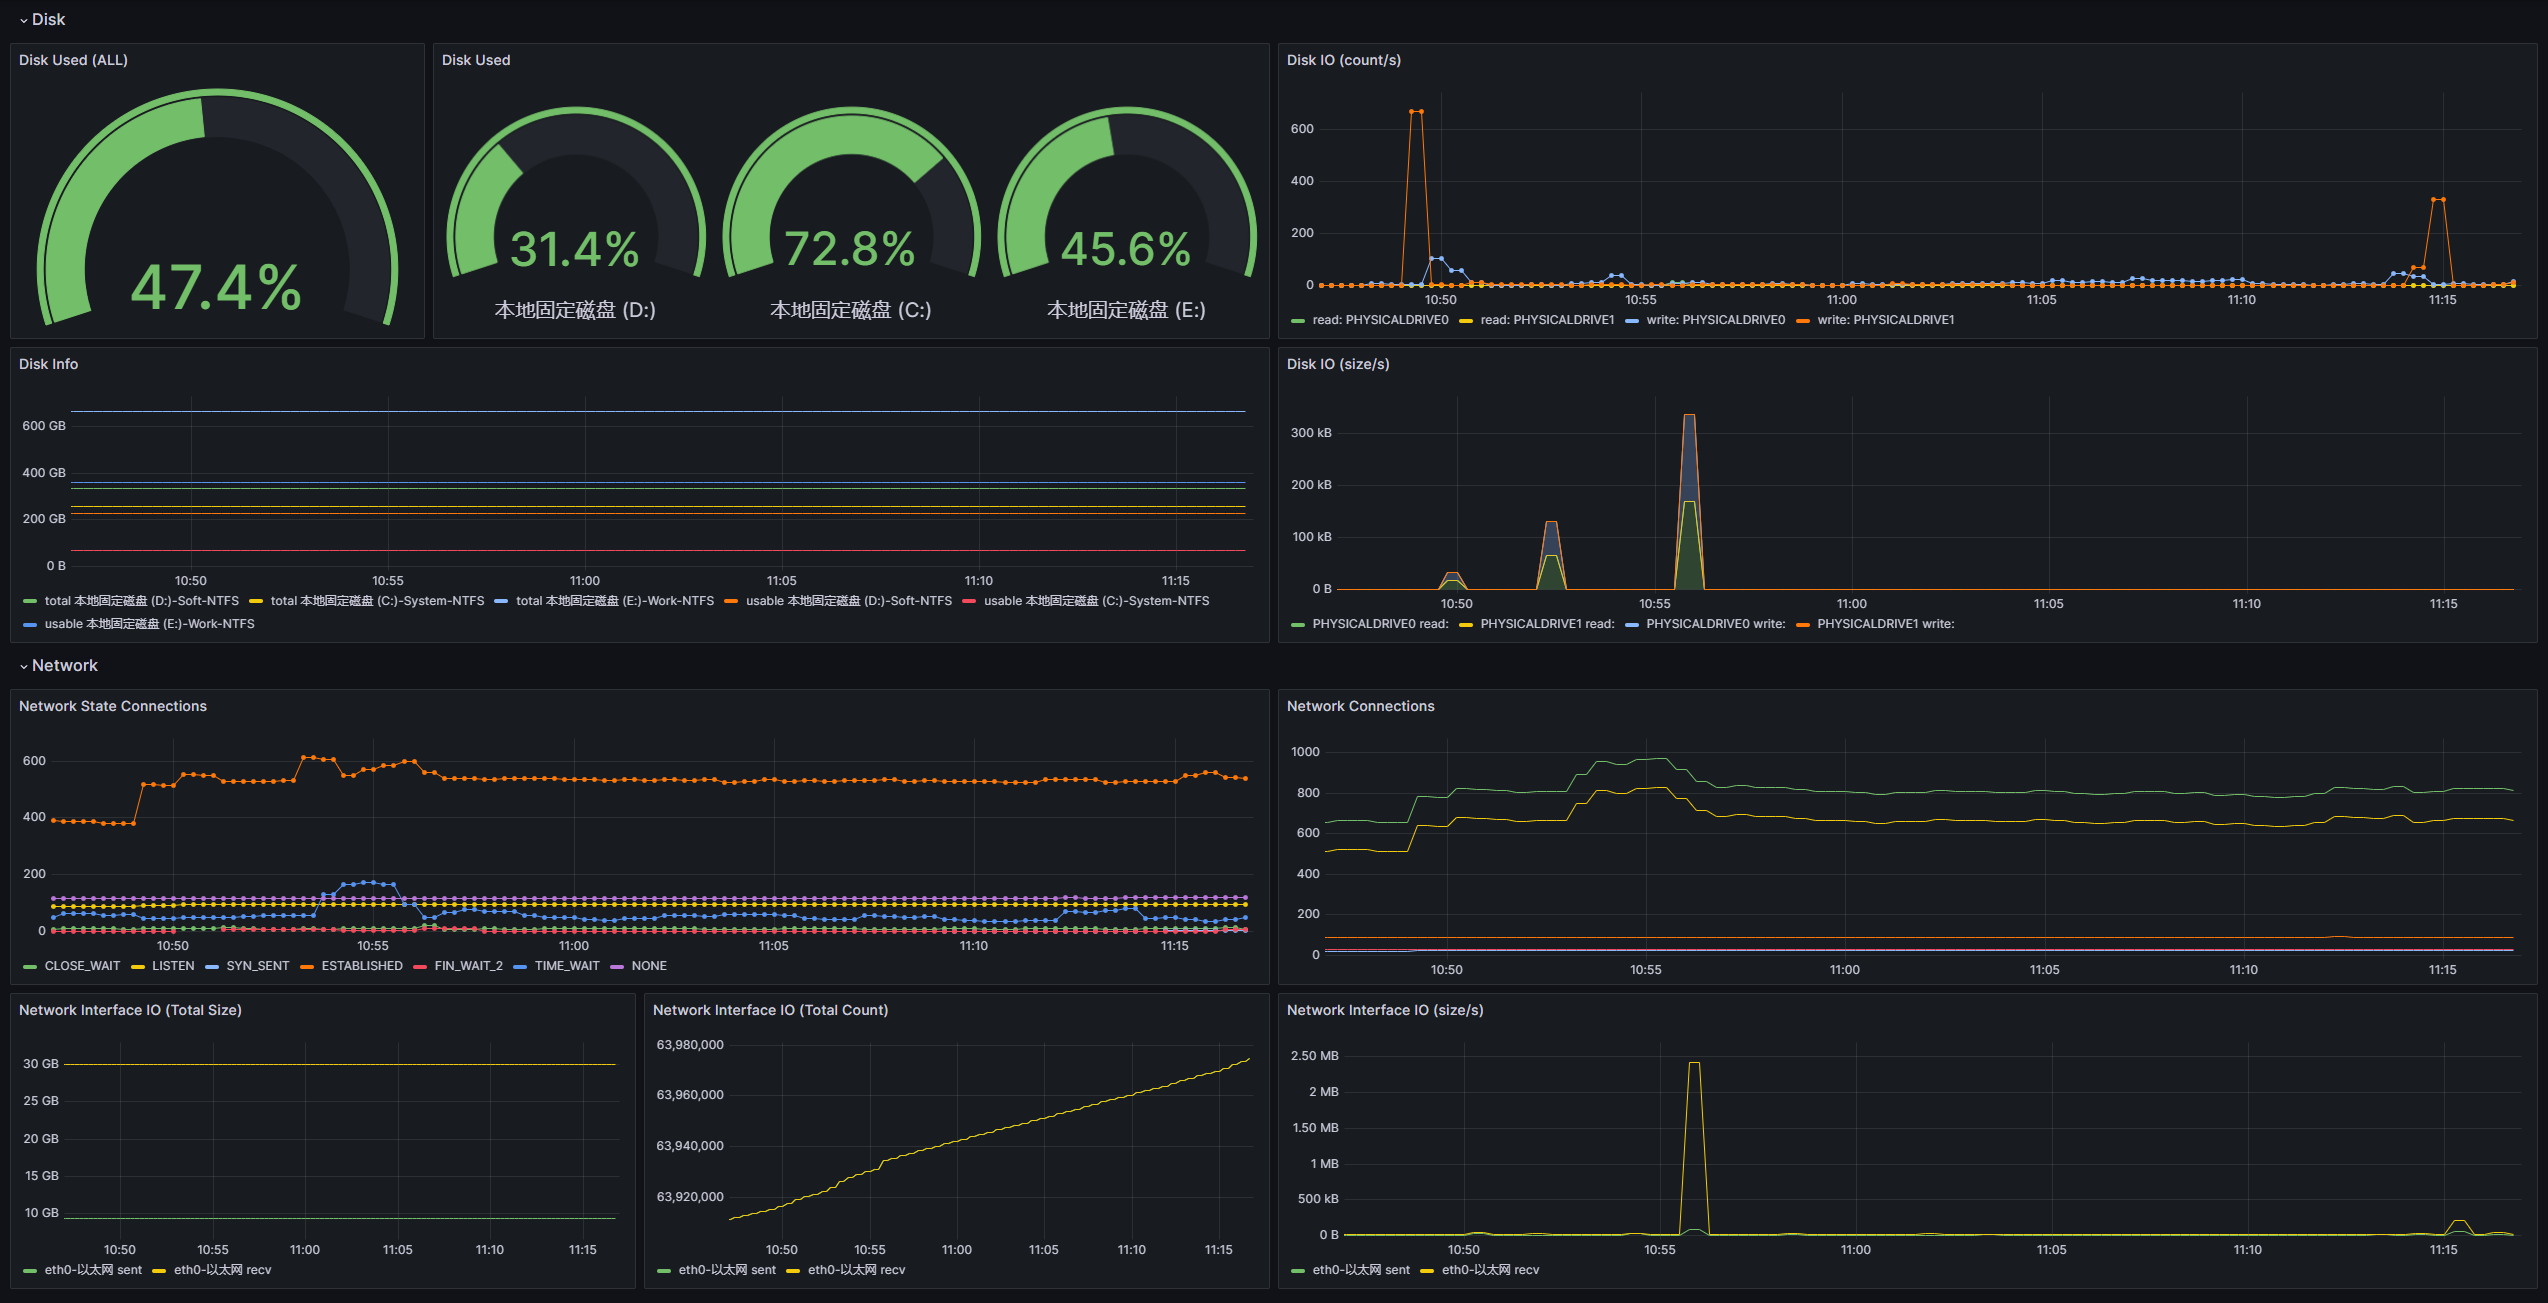 Disk
Disk Used (ALL)
47.4%
Disk Used
31.4%
72.8%
45.6%
本地固定磁盘 (D:)
本地固定磁盘 (C:)
本地固定磁盘 (E:)
Disk IO (count/s)
600
400
200
0
10:50 10:55 11:00 11:05 11:10 11:15
read: PHYSICALDRIVE0 read: PHYSICALDRIVE1 write: PHYSICALDRIVE0 write: PHYSICALDRIVE1
Disk Info
600 GB
400 GB
200 GB
0 B
10:50 10:55 11:00 11:05 11:10 11:15
total 本地固定磁盘 (D:)-Soft-NTFS total 本地固定磁盘 (C:)-System-NTFS total 本地固定磁盘 (E:)-Work-NTFS usable 本地固定磁盘 (D:)-Soft-NTFS usable 本地固定磁盘 (C:)-System-NTFS
usable 本地固定磁盘 (E:)-Work-NTFS
Disk IO (size/s)
300 kB
200 kB
100 kB
0 B
10:50 10:55 11:00 11:05 11:10 11:15
PHYSICALDRIVE0 read: PHYSICALDRIVE1 read: PHYSICALDRIVE0 write: PHYSICALDRIVE1 write:
Network
Network State Connections
600
400
200
0
10:50 10:55 11:00 11:05 11:10 11:15
CLOSE_WAIT LISTEN SYN_SENT ESTABLISHED FIN_WAIT_2 TIME_WAIT NONE
Network Connections
1000
800
600
400
200
0
10:50 10:55 11:00 11:05 11:10 11:15
Network Interface IO (Total Size)
30 GB
25 GB
20 GB
15 GB
10 GB
10:50 10:55 11:00 11:05 11:10 11:15
eth0-以太网 sent eth0-以太网 recv
Network Interface IO (Total Count)
63,980,000
63,960,000
63,940,000
63,920,000
10:50 10:55 11:00 11:05 11:10 11:15
eth0-以太网 sent eth0-以太网 recv
Network Interface IO (size/s)
2.50 MB
2 MB
1.50 MB
1 MB
500 kB
0 B
10:50 10:55 11:00 11:05 11:10 11:15
eth0-以太网 sent eth0-以太网 recv